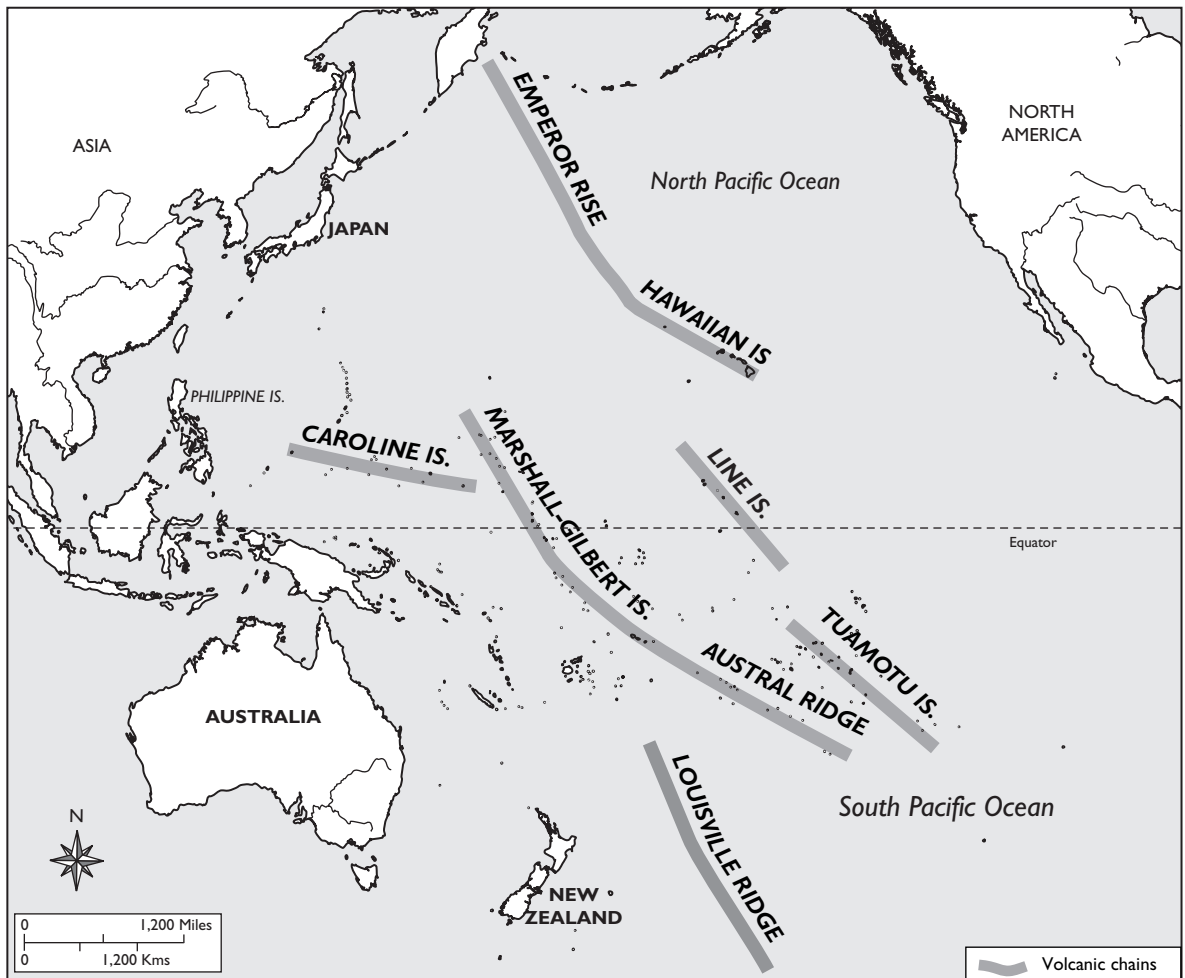 ASIA
NORTH
AMERICA
EMPEROR RISE
North Pacific Ocean
JAPAN
HAWAIIAN IS
PHILIPPINE IS.
CAROLINE IS.
MARSHALL-GILBERT IS.
LINE IS.
Equator
TUAMOTU IS.
AUSTRAL RIDGE
AUSTRALIA
LOUISVILLE RIDGE
South Pacific Ocean
N
NEW
ZEALAND
0 1,200 Miles
0 1,200 Kms
Volcanic chains